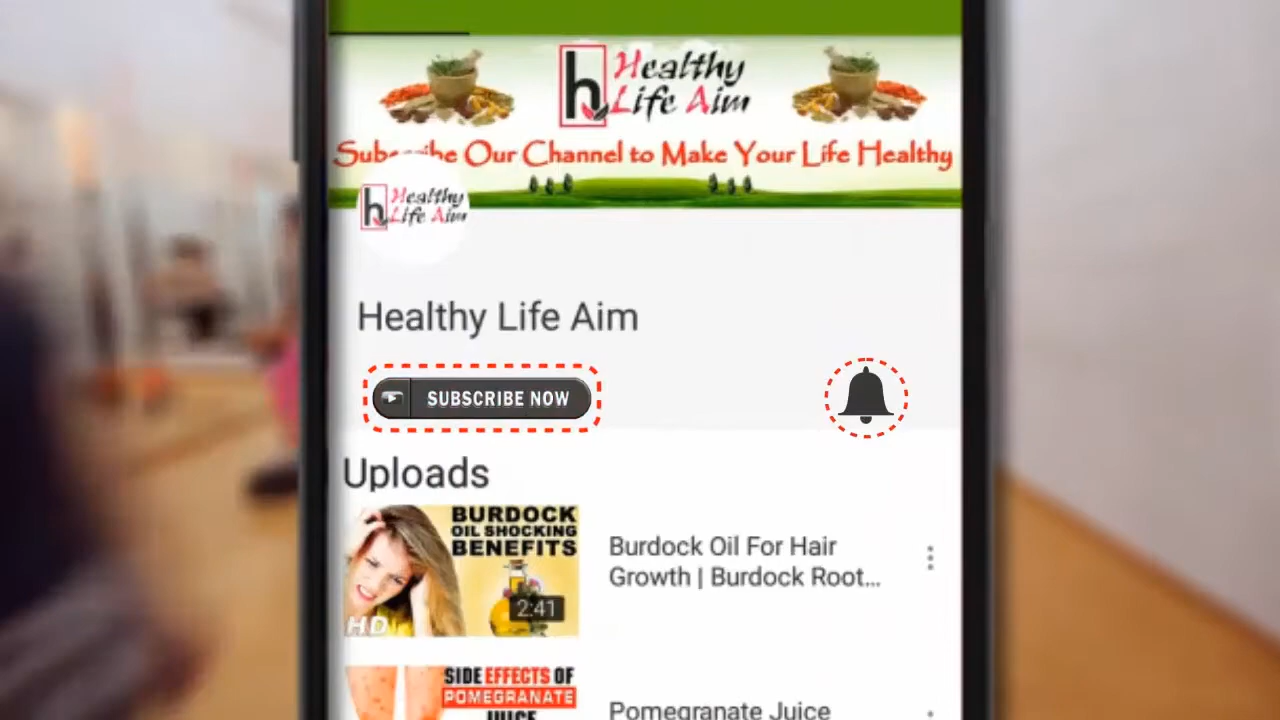 h Healthy
Life Aim
Subscribe Our Channel to Make Your Life Healthy
h Healthy
Life Aim
Healthy Life Aim
SUBSCRIBE NOW
Uploads
BURDOCK
OIL SHOCKING
BENEFITS
2:41
HD
Burdock Oil For Hair
Growth | Burdock Root...
SIDE EFFECTS OF
POMEGRANATE
JUICE
Pomegranate Juice